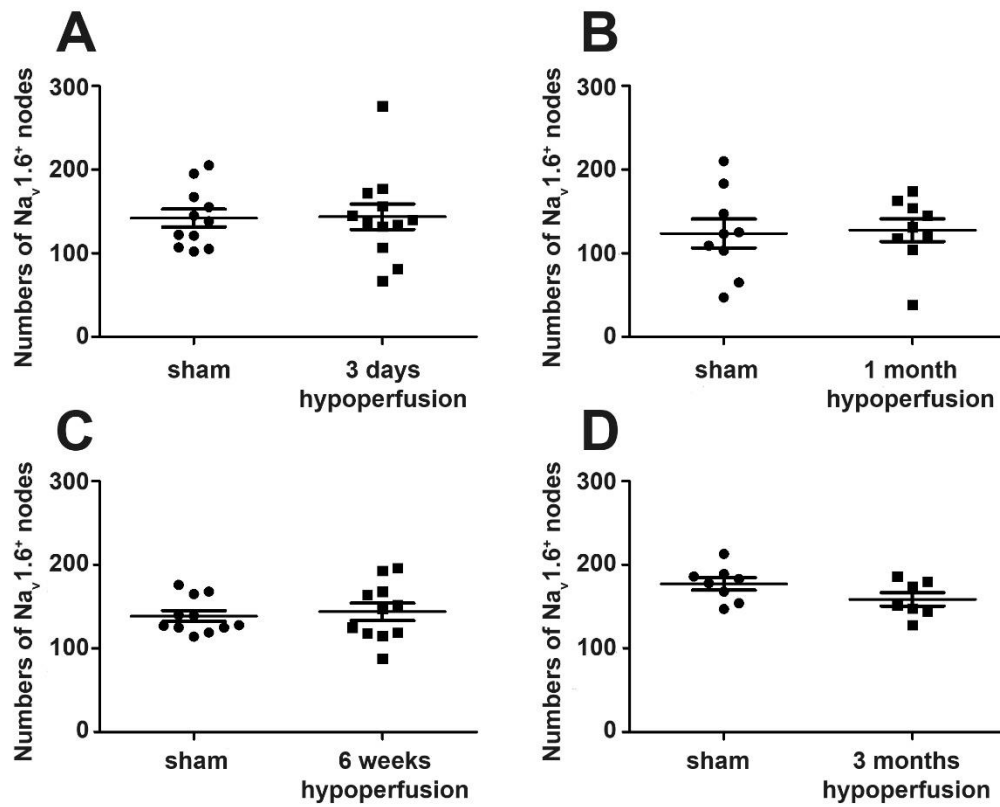 A
Numbers of Naᵥ1.6⁺ nodes
300
200
100
0
sham
3 days
hypoperfusion
B
Numbers of Naᵥ1.6⁺ nodes
300
200
100
0
sham
1 month
hypoperfusion
C
Numbers of Naᵥ1.6⁺ nodes
300
200
100
0
sham
6 weeks
hypoperfusion
D
Numbers of Naᵥ1.6⁺ nodes
300
200
100
0
sham
3 months
hypoperfusion